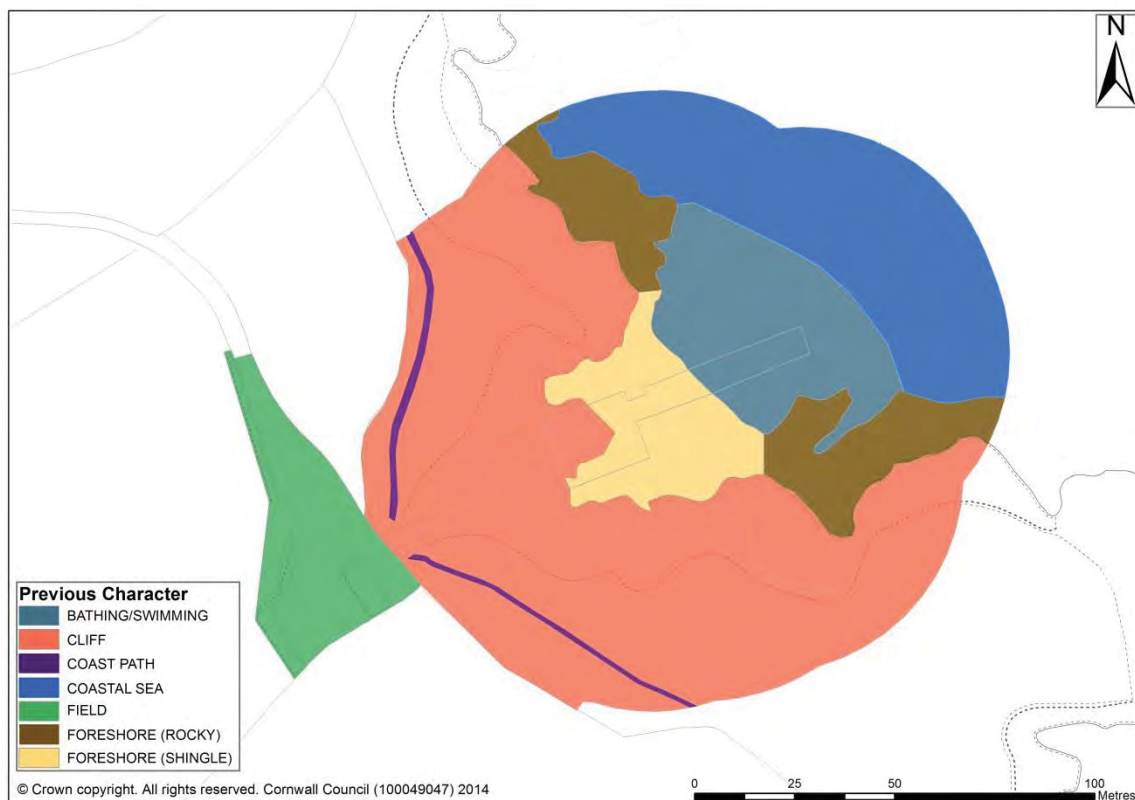 N
Previous Character
BATHING/SWIMMING
CLIFF
COAST PATH
COASTAL SEA
FIELD
FORESHORE (ROCKY)
FORESHORE (SHINGLE)
© Crown copyright. All rights reserved. Cornwall Council (100049047) 2014
0 25 50 100
Metres